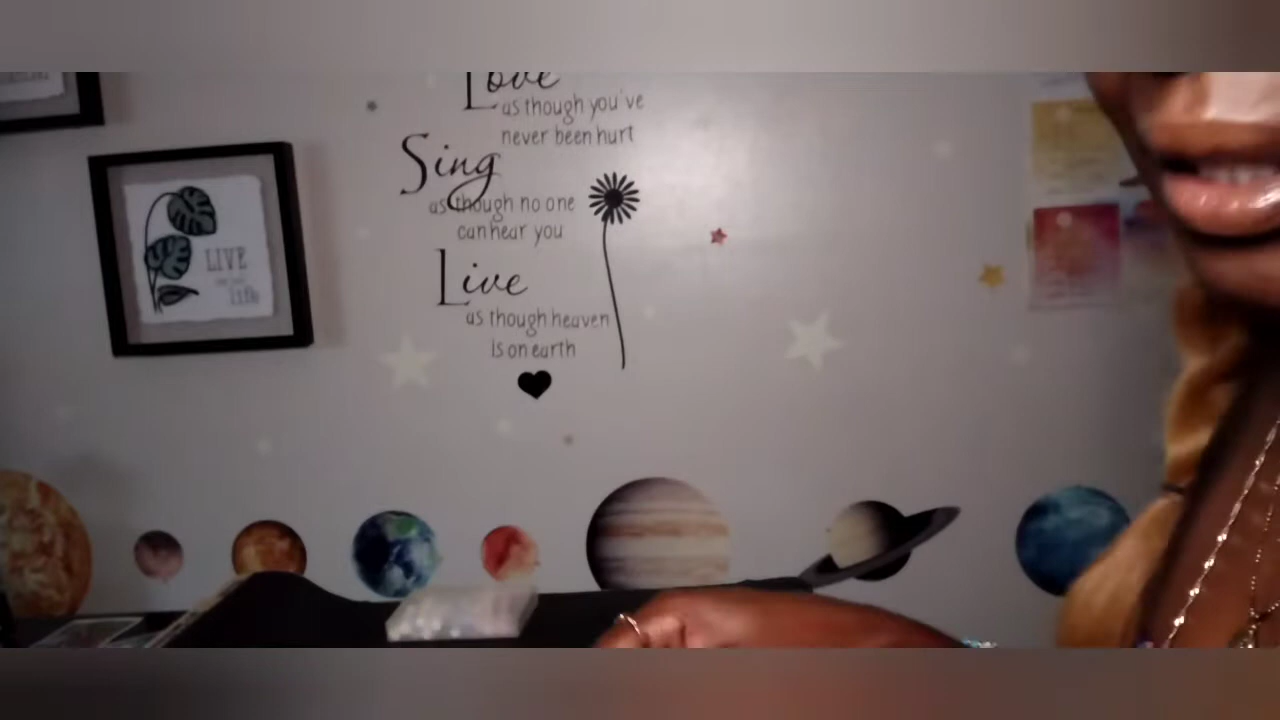 Love
as though you've
never been hurt
Sing
as though no one
can hear you
Live
as though heaven
is on earth
LIVE
life